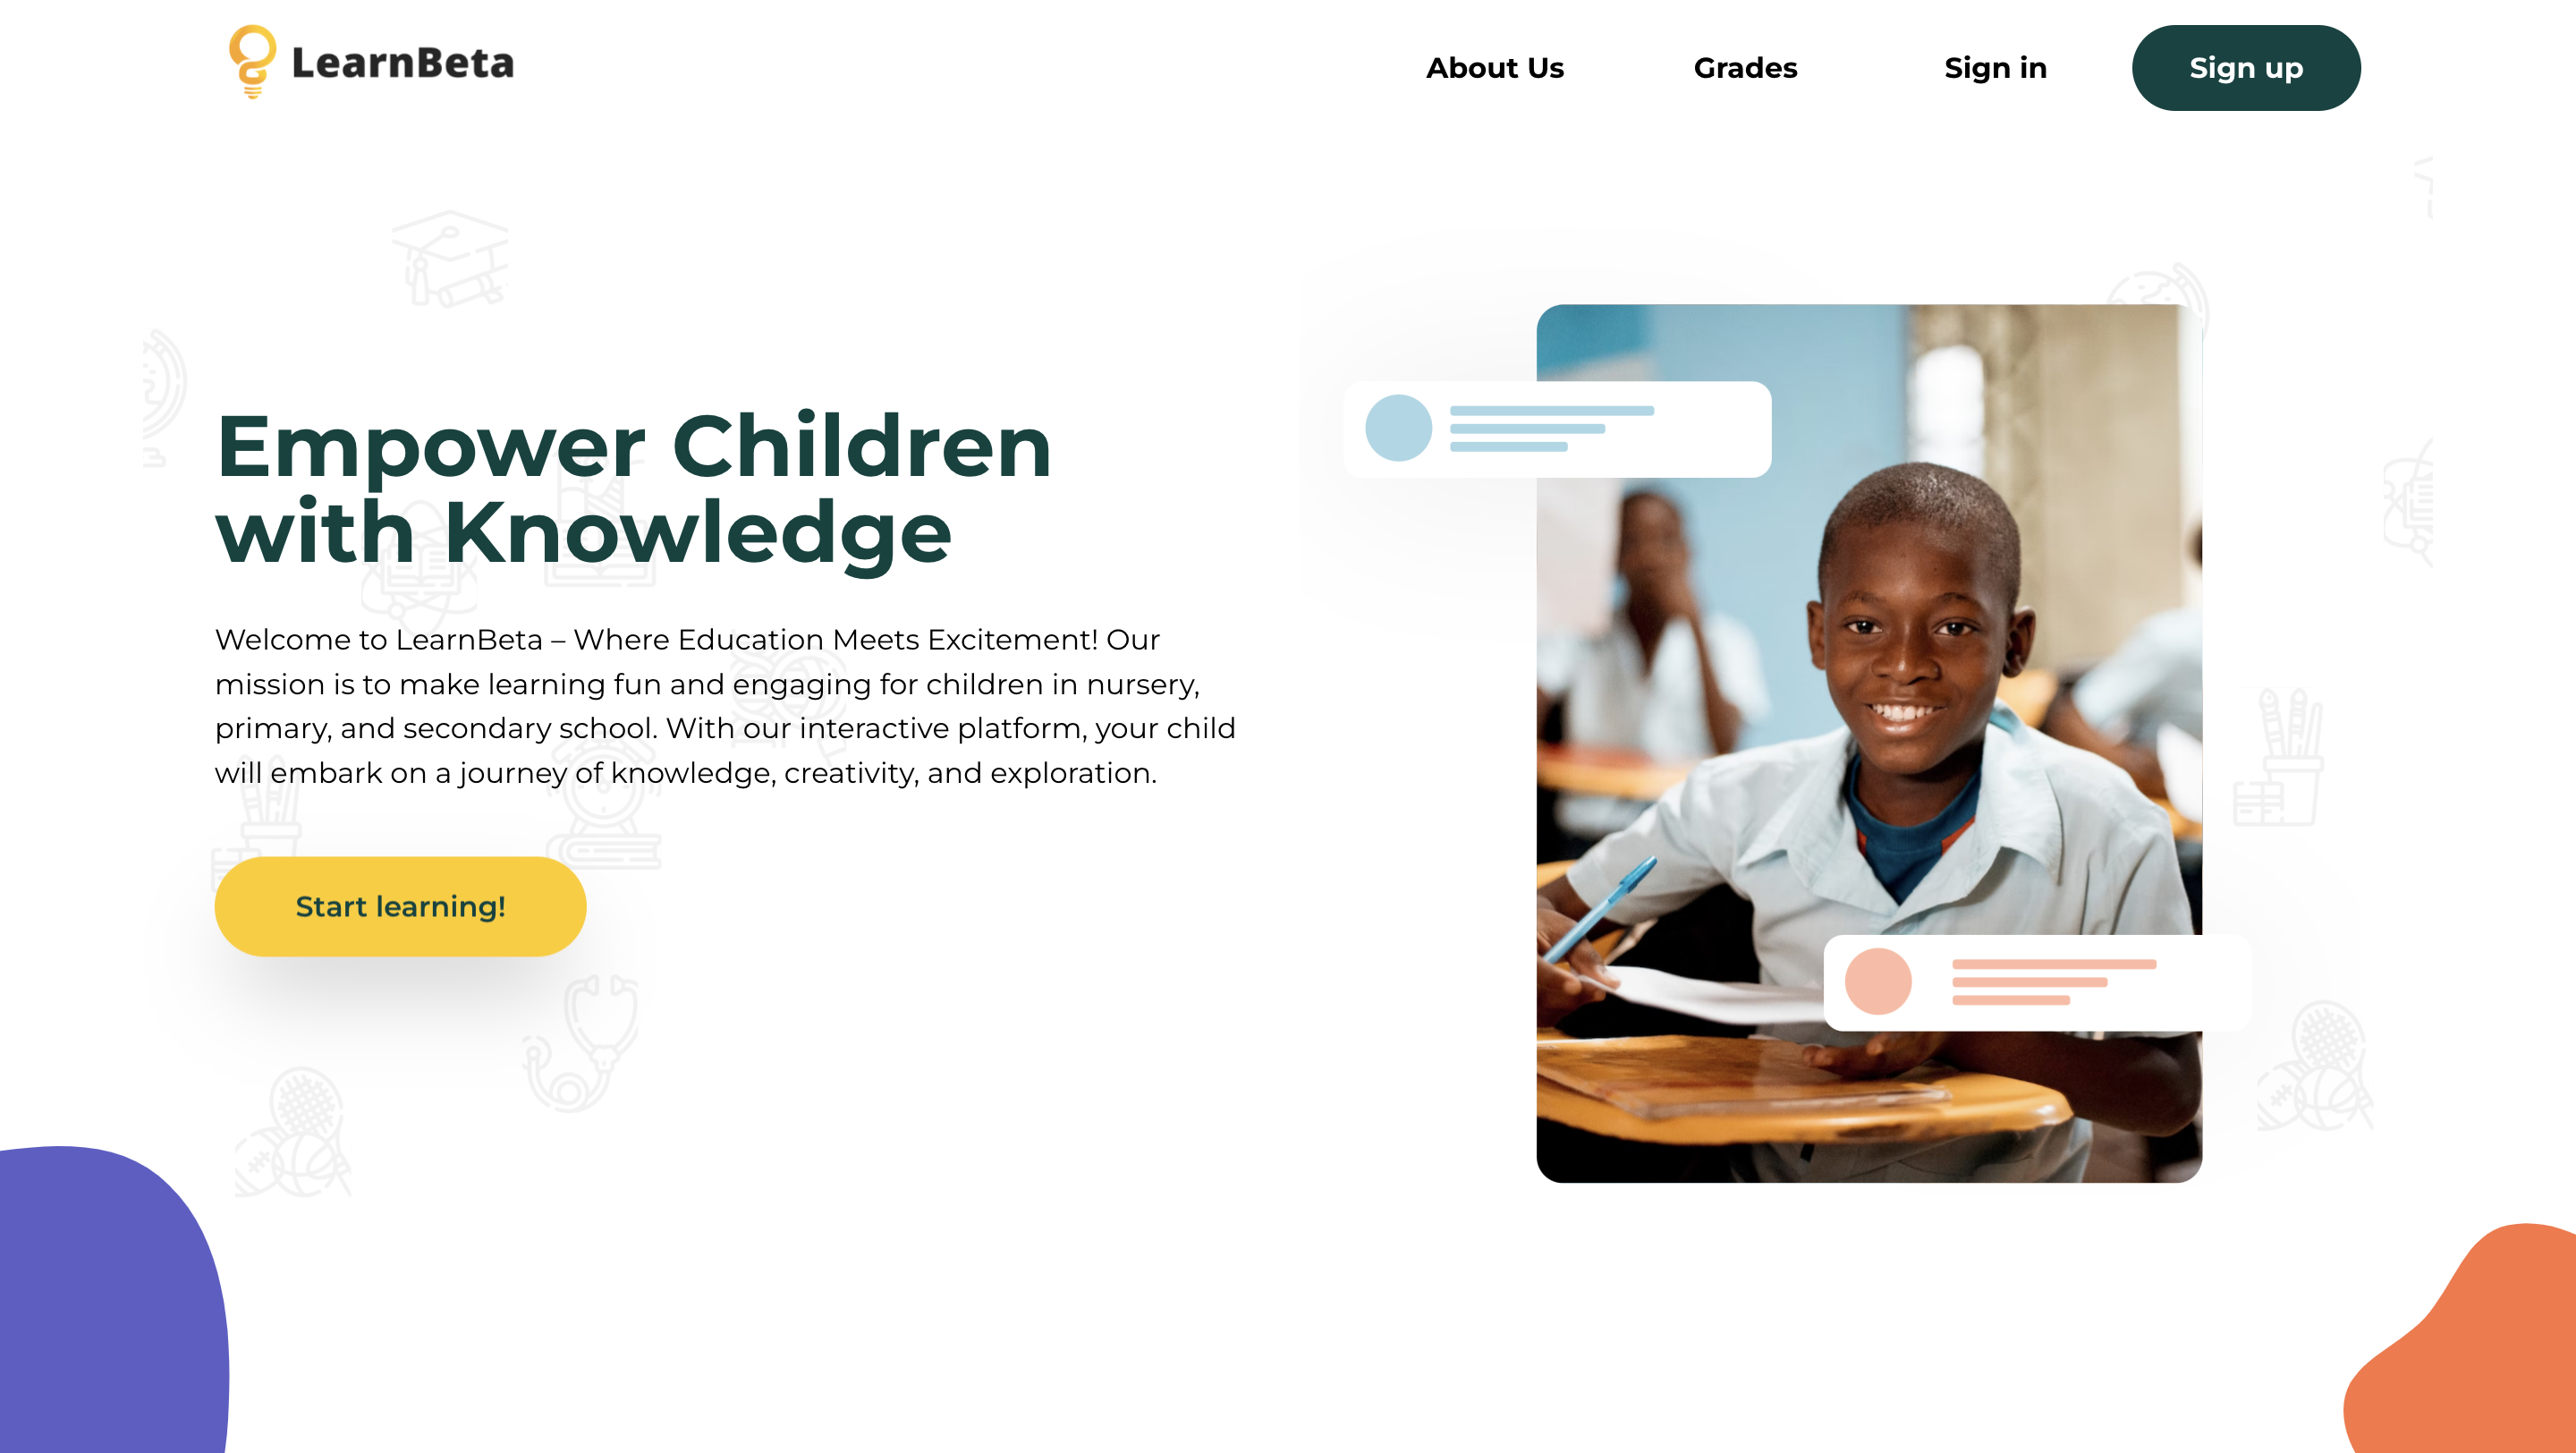 LearnBeta
About Us
Grades
Sign in
Sign up
Empower Children
with Knowledge
Welcome to LearnBeta – Where Education Meets Excitement! Our
mission is to make learning fun and engaging for children in nursery,
primary, and secondary school. With our interactive platform, your child
will embark on a journey of knowledge, creativity, and exploration.
Start learning!